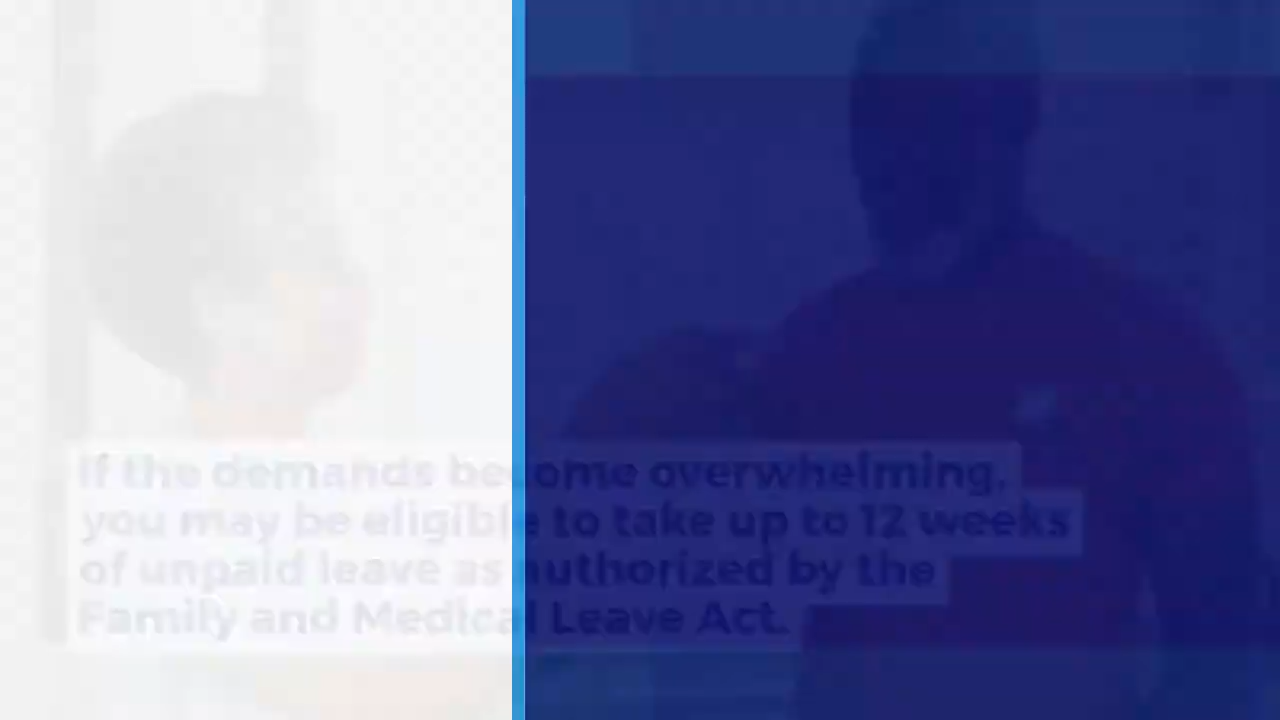 If the demands become overwhelming,
you may be eligible to take up to 12 weeks
of unpaid leave as authorized by the
Family and Medical Leave Act.